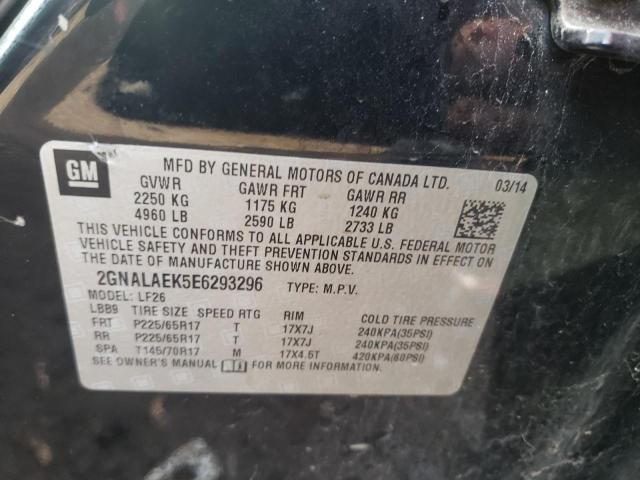 GM
MFD BY GENERAL MOTORS OF CANADA LTD. 03/14
GVWR GAWR FRT GAWR RR
2250 KG 1175 KG 1240 KG
4960 LB 2590 LB 2733 LB
THIS VEHICLE CONFORMS TO ALL APPLICABLE U.S. FEDERAL MOTOR
VEHICLE SAFETY AND THEFT PREVENTION STANDARDS IN EFFECT ON
THE DATE OF MANUFACTURE SHOWN ABOVE.
2GNALAEK5E6293296 TYPE: M.P.V.
MODEL: LF26
LBB9 TIRE SIZE SPEED RTG RIM COLD TIRE PRESSURE
FRT P225/65R17 T 17X7J 240KPA(35PSI)
RR P225/65R17 T 17X7J 240KPA(35PSI)
SPA T145/70R17 M 17X4.5T 420KPA(60PSI)
SEE OWNER'S MANUAL FOR MORE INFORMATION.